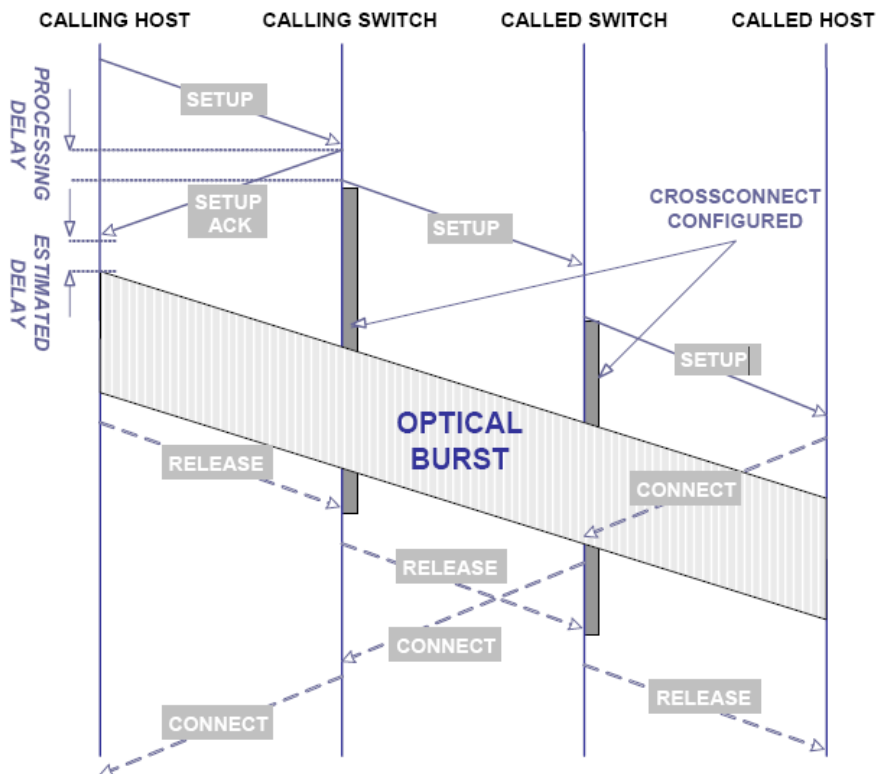 CALLING HOST
CALLING SWITCH
CALLED SWITCH
CALLED HOST
PROCESSING
DELAY
SETUP
SETUP
ACK
SETUP
CROSSCONNECT
CONFIGURED
ESTIMATED
DELAY
SETUP
OPTICAL
BURST
RELEASE
CONNECT
RELEASE
CONNECT
RELEASE
CONNECT